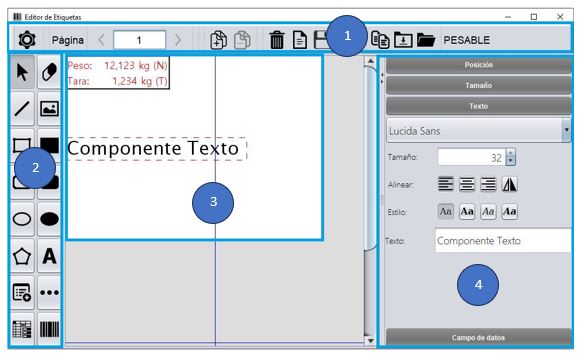 Editor de Etiquetas
Página 1 PESABLE
1
Peso: 12,123 kg (N)
Tara: 1,234 kg (T)
Componente Texto
2
3
A
Posición
Tamaño
Texto
Lucida Sans
Tamaño: 32
Alinear:
Estilo: Aa Aa Aa Aa
Texto: Componente Texto
4
Campo de datos